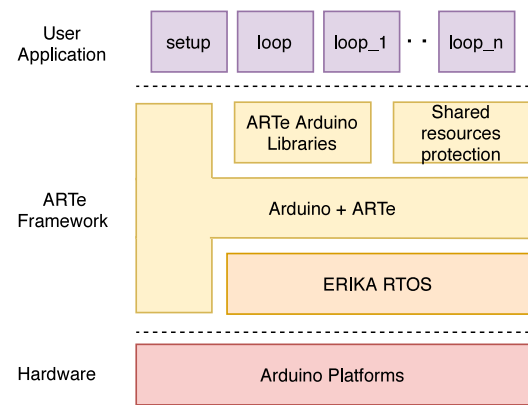 User
Application
setup
loop
loop_1
. .
loop_n
ARTe
Framework
ARTe Arduino
Libraries
Shared
resources
protection
Arduino + ARTe
ERIKA RTOS
Hardware
Arduino Platforms